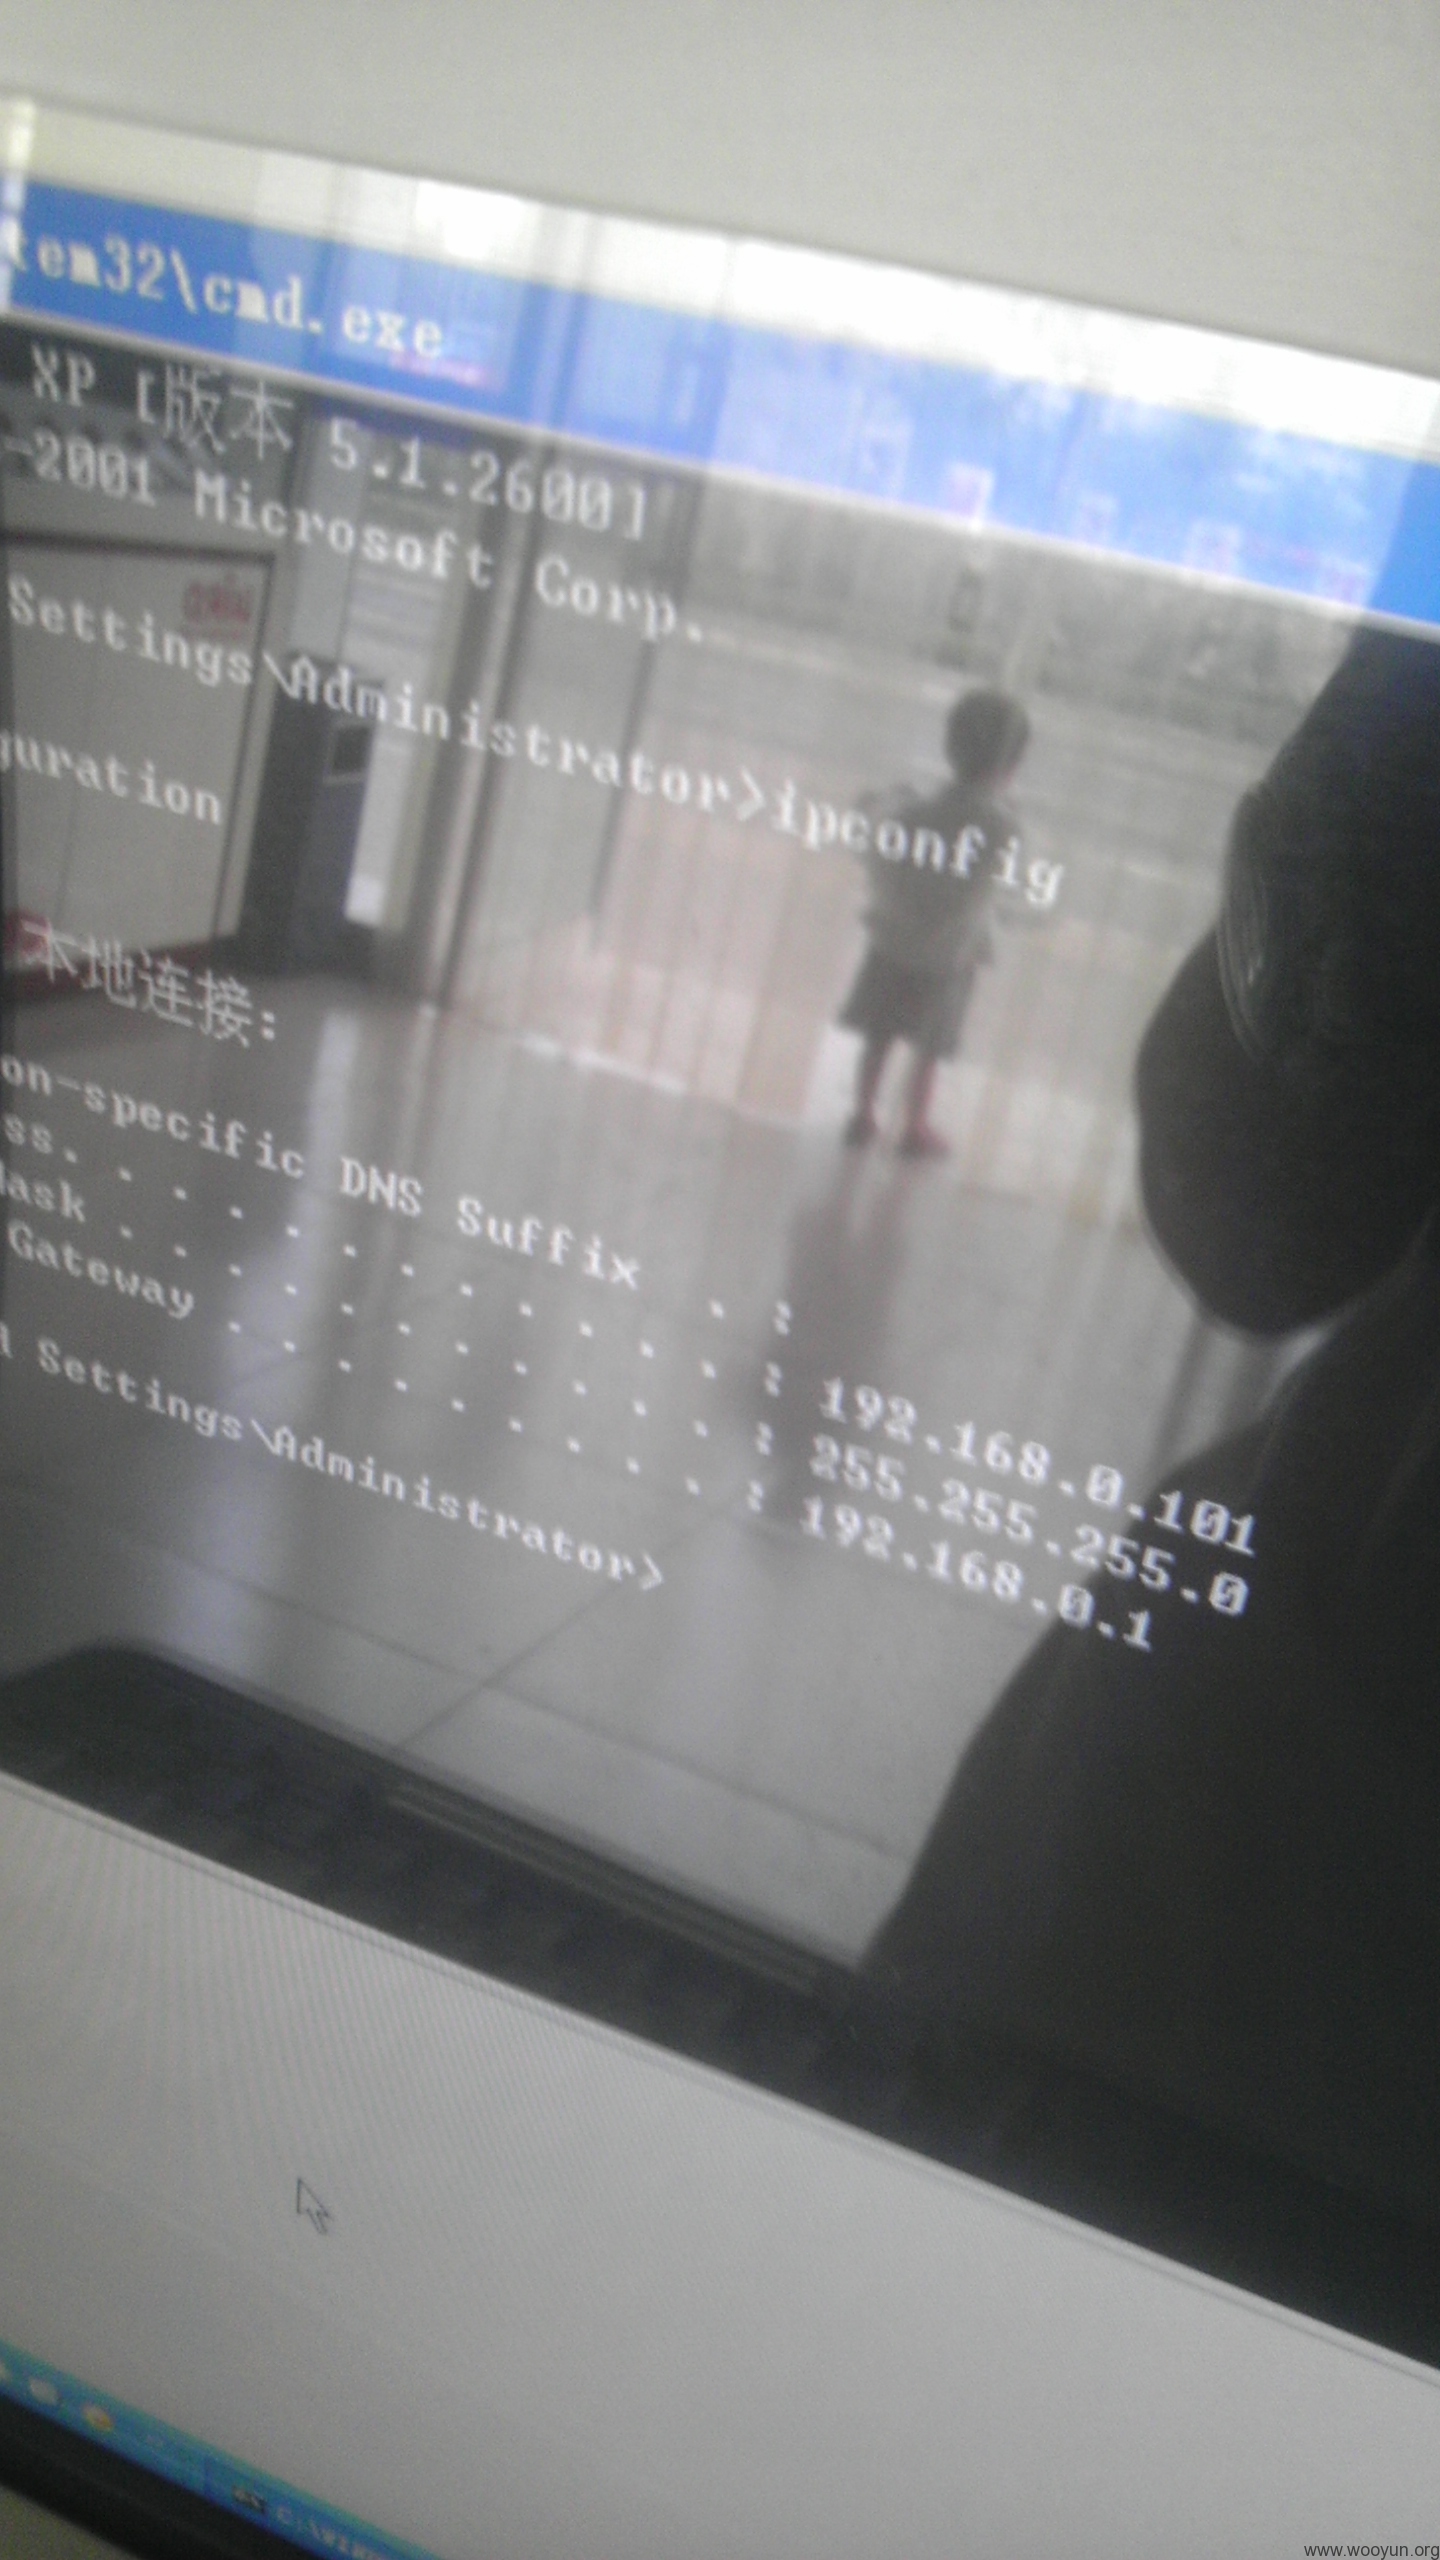 tem32\cmd.exe
XP [版本 5.1.2600]
-2001 Microsoft Corp.
Settings\Administrator>ipconfig
guration
本地连接:
on-specific DNS Suffix . :
ss. . . . . . . . . . . . : 192.168.0.101
Mask . . . . . . . . . . . : 255.255.255.0
Gateway . . . . . . . . . : 192.168.0.1
Settings\Administrator>
www.wooyun.org